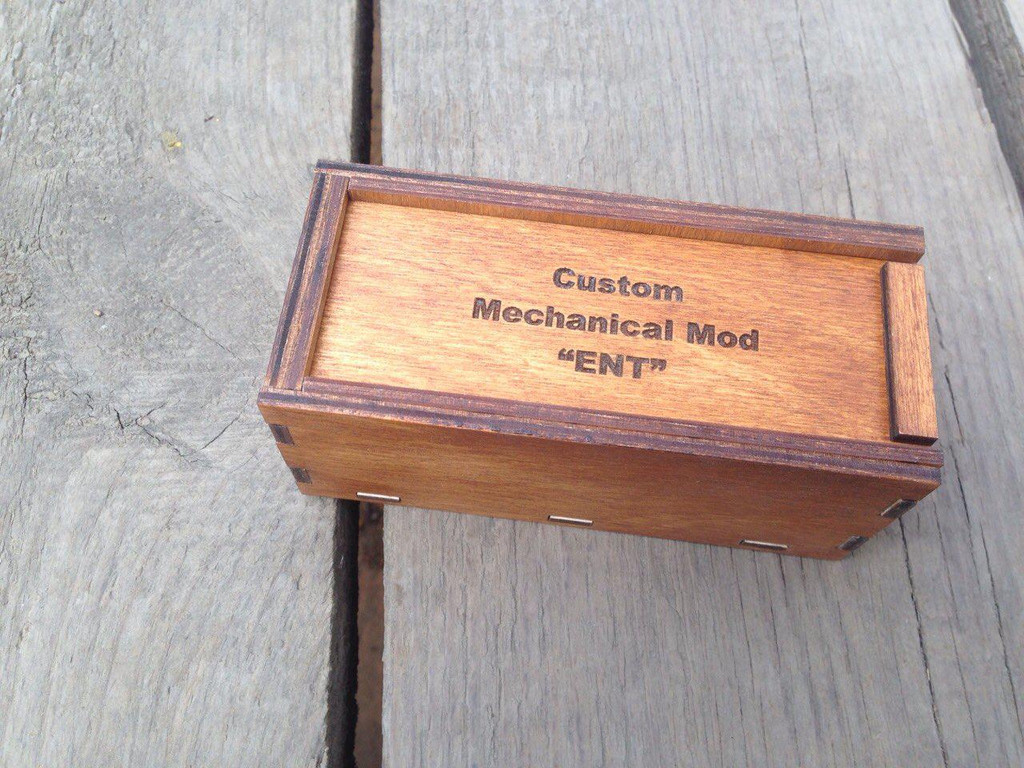 Custom
Mechanical Mod
“ENT”